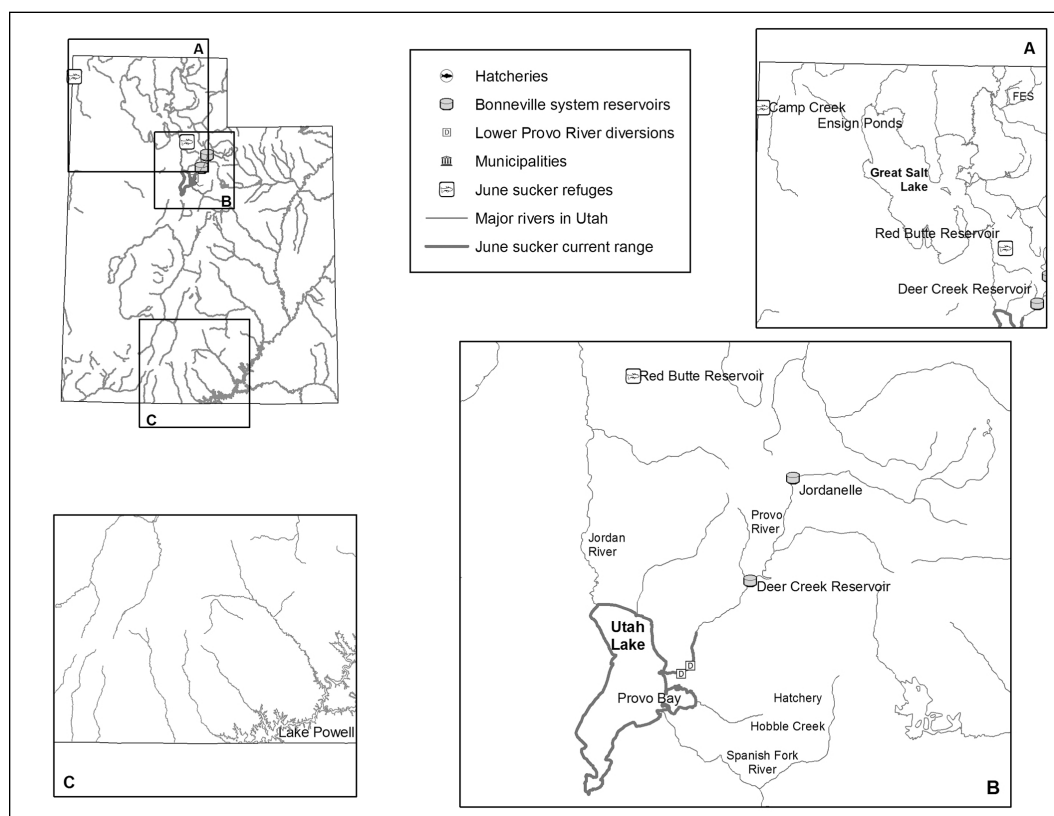 A
B
C
Hatcheries
Bonneville system reservoirs
D
Lower Provo River diversions
Municipalities
June sucker refuges
Major rivers in Utah
June sucker current range
A
FES
Camp Creek
Ensign Ponds
Great Salt
Lake
Red Butte Reservoir
Deer Creek Reservoir
Red Butte Reservoir
Jordanelle
Provo
River
Jordan
River
Deer Creek Reservoir
Utah
Lake
D
D
Provo Bay
Hatchery
Hobble Creek
Spanish Fork
River
B
Lake Powell
C